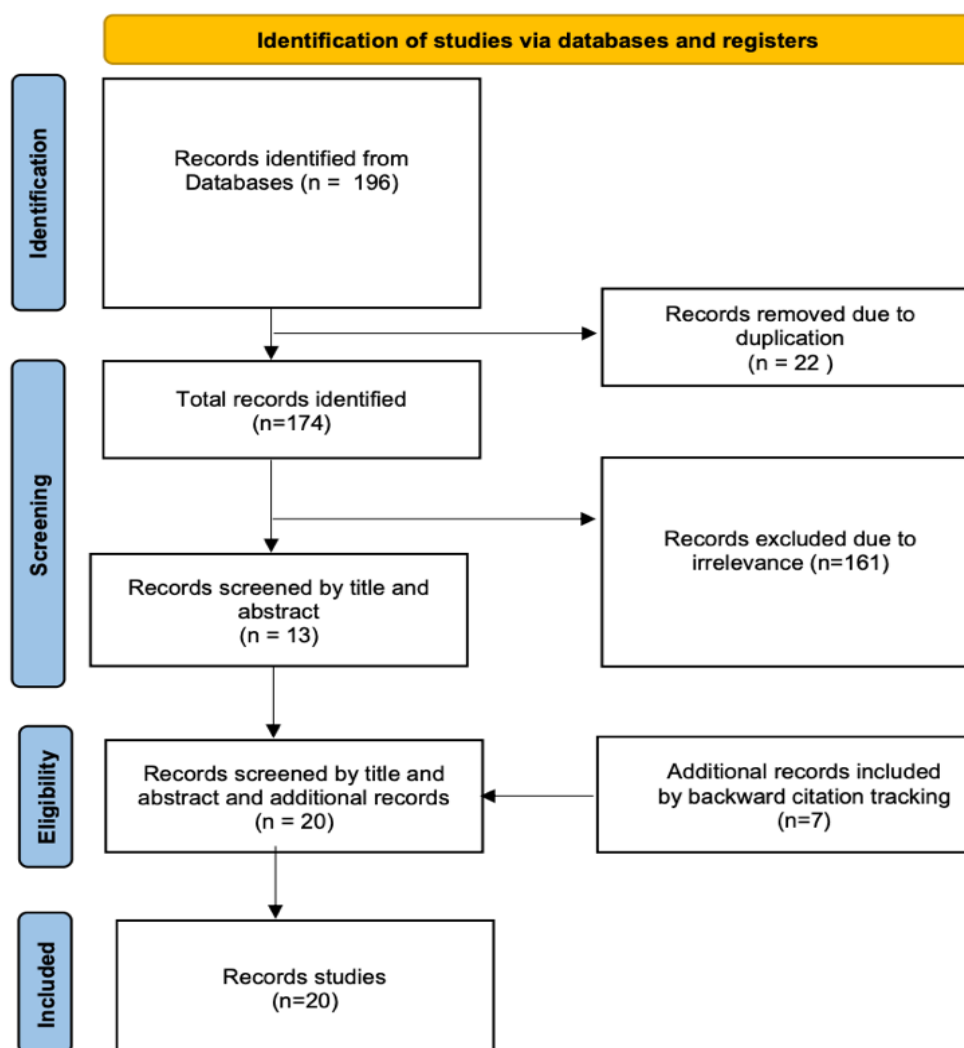 Identification of studies via databases and registers
Identification
Records identified from
Databases (n =  196)
Records removed due to
duplication
(n = 22 )
Screening
Total records identified
(n=174)
Records excluded due to
irrelevance (n=161)
Records screened by title and
abstract
(n = 13)
Eligibility
Records screened by title and
abstract and additional records
(n = 20)
Additional records included
by backward citation tracking
(n=7)
Included
Records studies
(n=20)